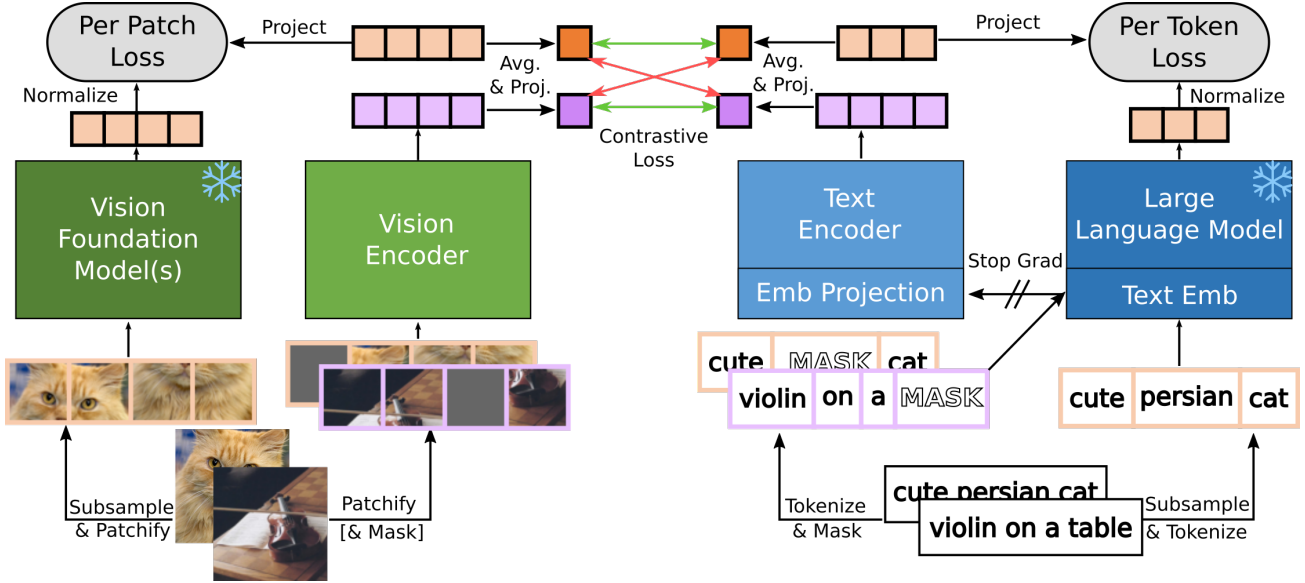 Per Patch
Loss
Project
Avg.
& Proj.
Avg.
& Proj.
Project
Per Token
Loss
Normalize
Contrastive
Loss
Normalize
Vision
Foundation
Model(s)
Vision
Encoder
Text
Encoder
Emb Projection
Stop Grad
Large
Language Model
Text Emb
cute MASK cat
violin on a MASK
cute persian cat
Subsample
& Patchify
Patchify
[& Mask]
Tokenize
& Mask
cute persian cat
violin on a table
Subsample
& Tokenize